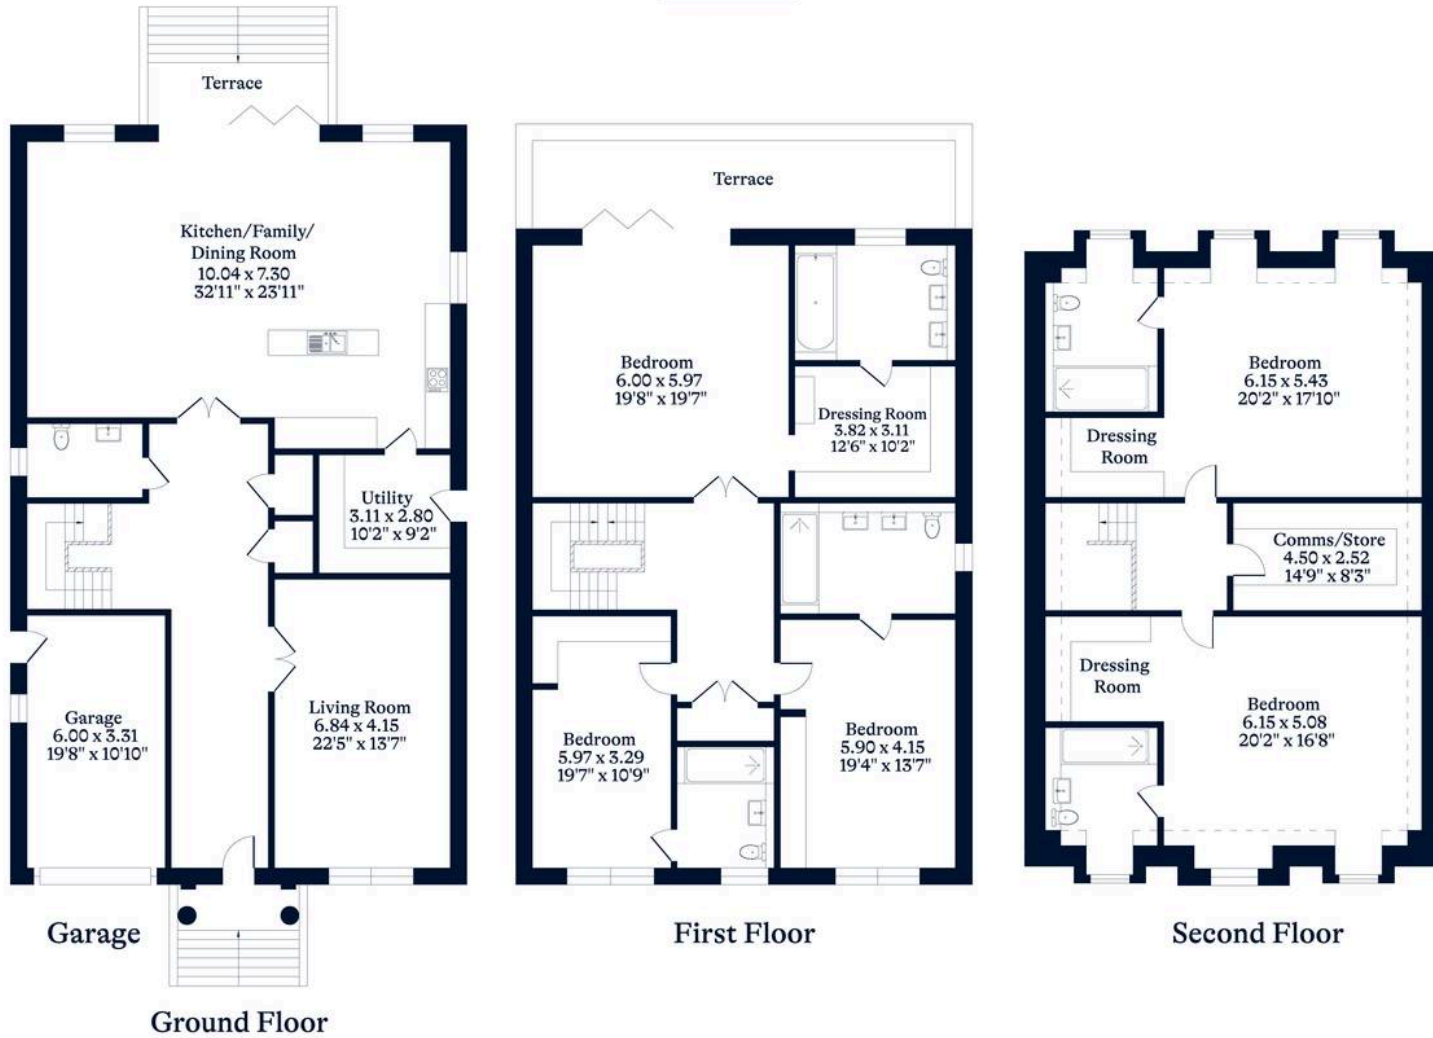 Terrace
Kitchen/Family/
Dining Room
10.04 x 7.30
32'11" x 23'11"
Utility
3.11 x 2.80
10'2" x 9'2"
Living Room
6.84 x 4.15
22'5" x 13'7"
Garage
6.00 x 3.31
19'8" x 10'10"
Garage
Ground Floor
Terrace
Bedroom
6.00 x 5.97
19'8" x 19'7"
Dressing Room
3.82 x 3.11
12'6" x 10'2"
Bedroom
5.97 x 3.29
19'7" x 10'9"
Bedroom
5.90 x 4.15
19'4" x 13'7"
First Floor
Bedroom
6.15 x 5.43
20'2" x 17'10"
Dressing
Room
Comms/Store
4.50 x 2.52
14'9" x 8'3"
Dressing
Room
Bedroom
6.15 x 5.08
20'2" x 16'8"
Second Floor